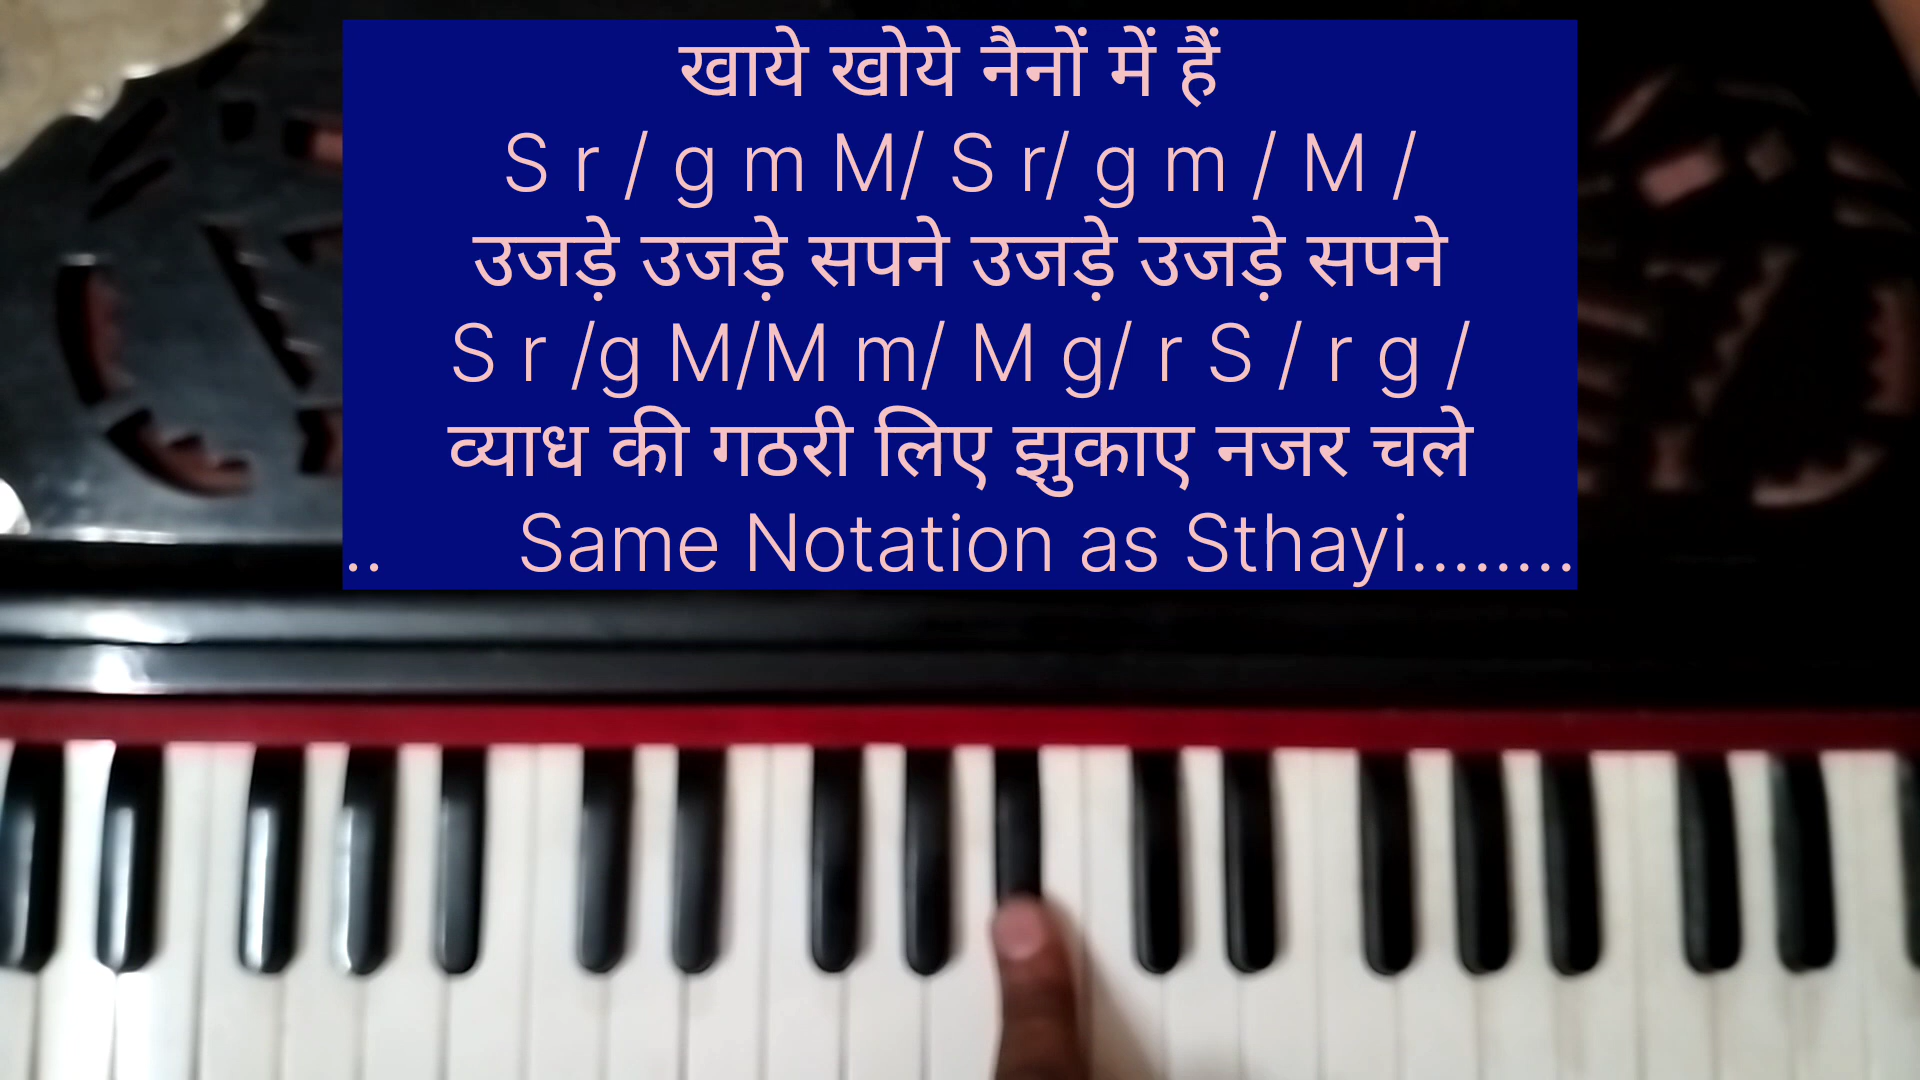 खाये खोये नैनों में हैं
S r / g m M/ S r/ g m / M /
उजड़े उजड़े सपने उजड़े उजड़े सपने
S r /g M/M m/ M g/ r S / r g /
व्याध की गठरी लिए झुकाए नजर चले
.. Same Notation as Sthayi........